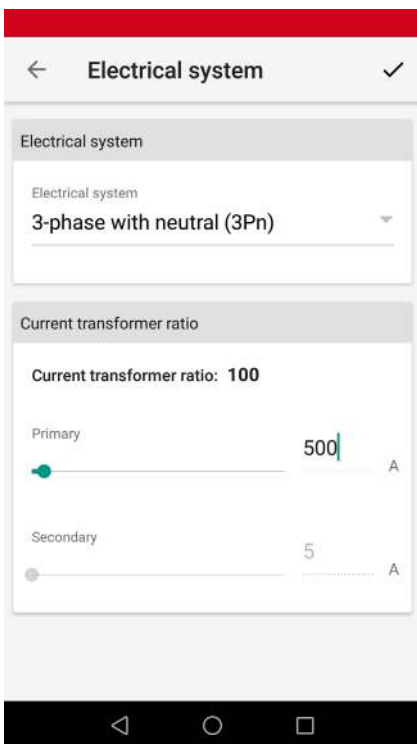 Electrical system
Electrical system
Electrical system
3-phase with neutral (3Pn)
Current transformer ratio
Current transformer ratio: 100
Primary
500
A
Secondary
5
A